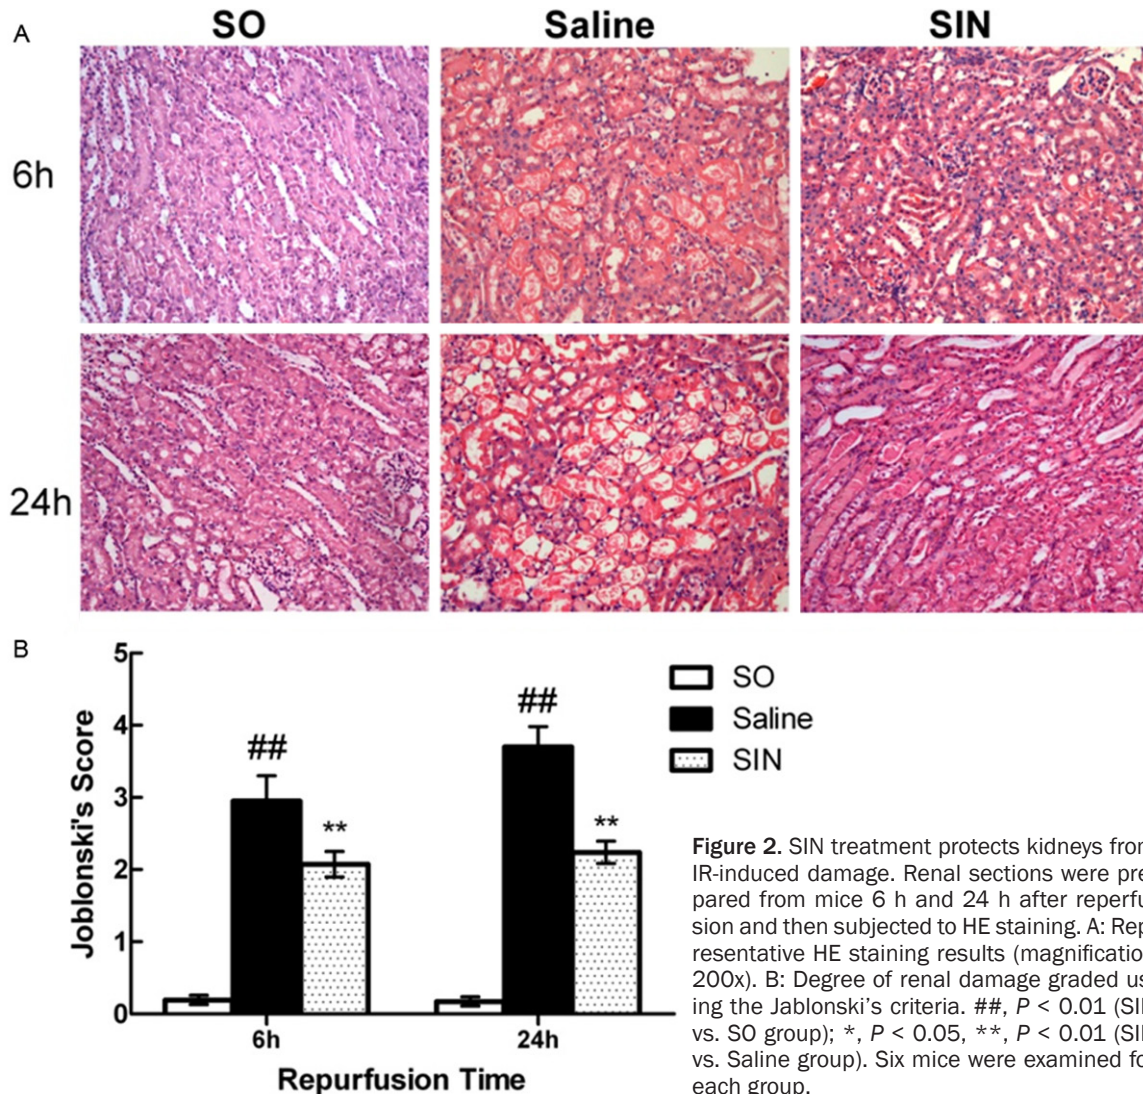 A
SO Saline SIN
6h
24h
B
5
4
3
2
1
0
Joblonski's Score
##
**
##
**
6h 24h
Repurfusion Time
SO
Saline
SIN
Figure 2. SIN treatment protects kidneys from
IR-induced damage. Renal sections were pre
pared from mice 6 h and 24 h after reperfu
sion and then subjected to HE staining. A: Rep
resentative HE staining results (magnification
200x). B: Degree of renal damage graded us
ing the Jablonski's criteria. ##, P < 0.01 (SIN
vs. SO group); *, P < 0.05, **, P < 0.01 (SIN
vs. Saline group). Six mice were examined fo
each group.